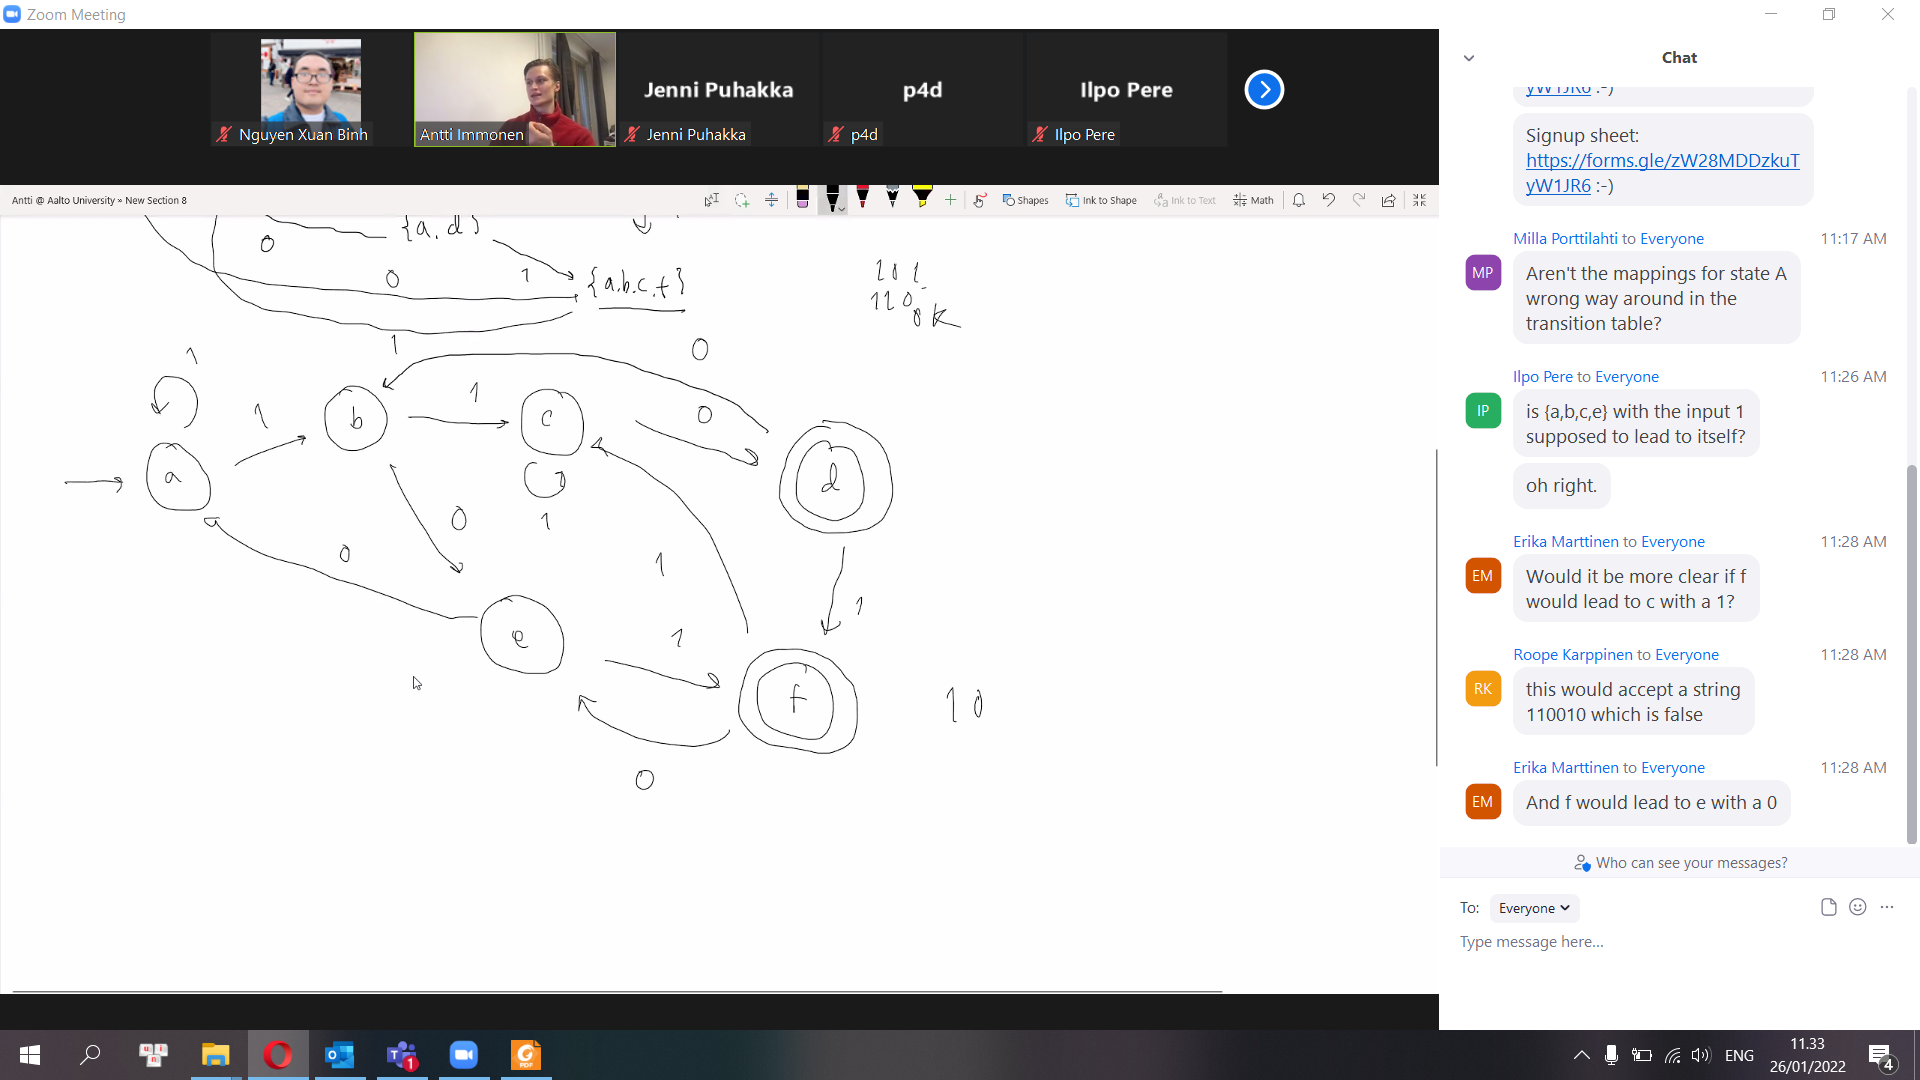 Zoom Meeting
Jenni Puhakka
p4d
Ilpo Pere
Nguyen Xuan Binh
Antti Immonen
Jenni Puhakka
p4d
Ilpo Pere
Antti @ Aalto University » New Section 8
Shapes
Ink to Shape
Ink to Text
Math
{a,d}
0
0
1
{a,b,c,f}
101
110
OK
1
1
0
1
1
0
a
b
c
d
0
1
0
1
1
1
e
f
10
0
Chat
yW1JR6 :-)
Signup sheet:
https://forms.gle/zW28MDDzkuT
yW1JR6 :-)
Milla Porttilahti to Everyone 11:17 AM
MP
Aren't the mappings for state A
wrong way around in the
transition table?
Ilpo Pere to Everyone 11:26 AM
IP
is {a,b,c,e} with the input 1
supposed to lead to itself?
oh right.
Erika Marttinen to Everyone 11:28 AM
EM
Would it be more clear if f
would lead to c with a 1?
Roope Karppinen to Everyone 11:28 AM
RK
this would accept a string
110010 which is false
Erika Marttinen to Everyone 11:28 AM
EM
And f would lead to e with a 0
Who can see your messages?
To: Everyone
Type message here...
ENG
11.33
26/01/2022
1
4
PDF